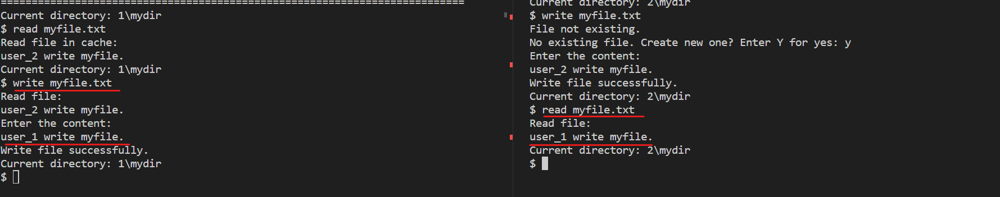 ===========================================================================
Current directory: 1\mydir
$ read myfile.txt
Read file in cache:
user_2 write myfile.
Current directory: 1\mydir
$ write myfile.txt
Read file:
user_2 write myfile.
Enter the content:
user_1 write myfile.
Write file successfully.
Current directory: 1\mydir
$
Current directory: 2\mydir
$ write myfile.txt
File not existing.
No existing file. Create new one? Enter Y for yes: y
Enter the content:
user_2 write myfile.
Write file successfully.
Current directory: 2\mydir
$ read myfile.txt
Read file:
user_1 write myfile.
Current directory: 2\mydir
$